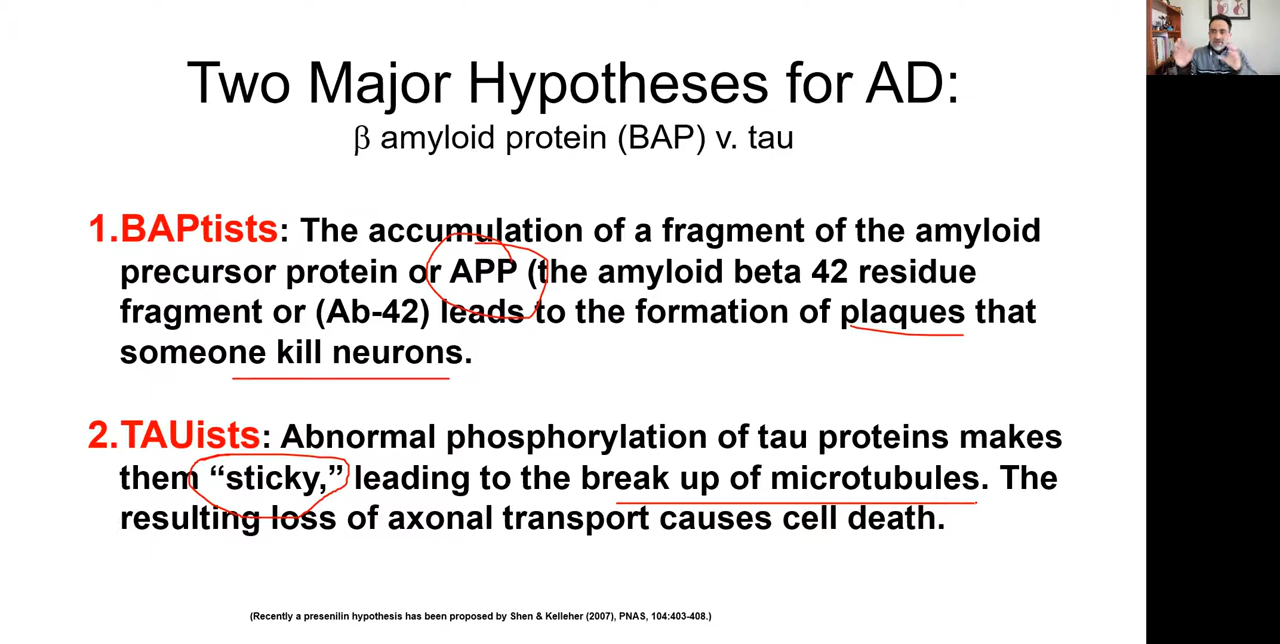 Two Major Hypotheses for AD:
β amyloid protein (BAP) v. tau
1.BAPtists: The accumulation of a fragment of the amyloid
precursor protein or APP (the amyloid beta 42 residue
fragment or (Ab-42) leads to the formation of plaques that
someone kill neurons.
2.TAUists: Abnormal phosphorylation of tau proteins makes
them “sticky,” leading to the break up of microtubules. The
resulting loss of axonal transport causes cell death.
(Recently a presenilin hypothesis has been proposed by Shen & Kelleher (2007), PNAS, 104:403-408.)